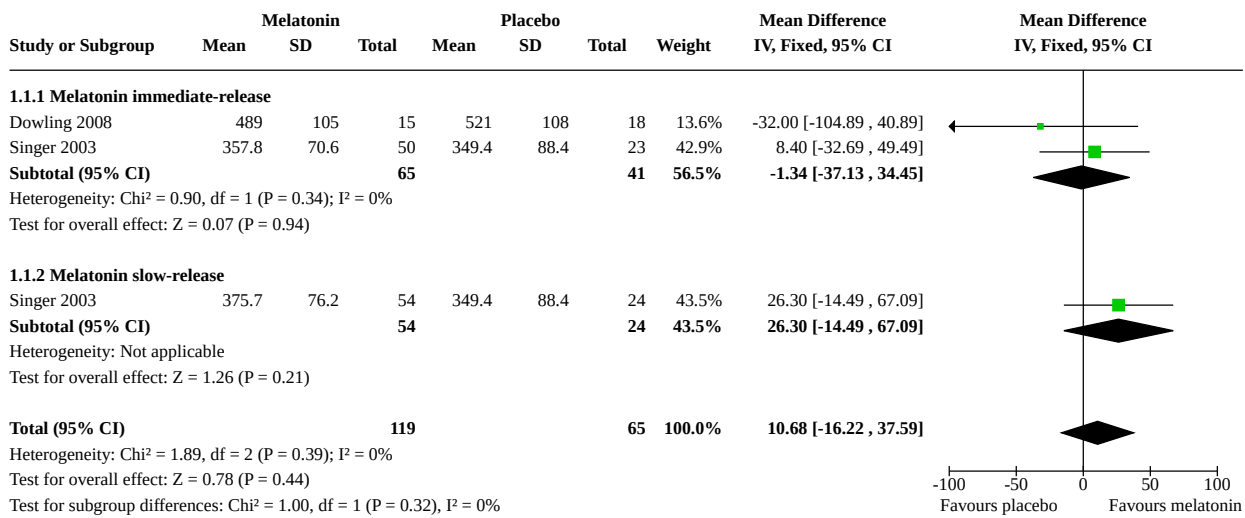 Melatonin Placebo Mean Difference Mean Difference
Study or Subgroup Mean SD Total Mean SD Total Weight IV, Fixed, 95% CI IV, Fixed, 95% CI
1.1.1 Melatonin immediate-release
Dowling 2008 489 105 15 521 108 18 13.6% -32.00 [-104.89 , 40.89]
Singer 2003 357.8 70.6 50 349.4 88.4 23 42.9% 8.40 [-32.69 , 49.49]
Subtotal (95% CI) 65 41 56.5% -1.34 [-37.13 , 34.45]
Heterogeneity: Chi² = 0.90, df = 1 (P = 0.34); I² = 0%
Test for overall effect: Z = 0.07 (P = 0.94)
1.1.2 Melatonin slow-release
Singer 2003 375.7 76.2 54 349.4 88.4 24 43.5% 26.30 [-14.49 , 67.09]
Subtotal (95% CI) 54 24 43.5% 26.30 [-14.49 , 67.09]
Heterogeneity: Not applicable
Test for overall effect: Z = 1.26 (P = 0.21)
Total (95% CI) 119 65 100.0% 10.68 [-16.22 , 37.59]
Heterogeneity: Chi² = 1.89, df = 2 (P = 0.39); I² = 0%
Test for overall effect: Z = 0.78 (P = 0.44)
Test for subgroup differences: Chi² = 1.00, df = 1 (P = 0.32), I² = 0%
-100 -50 0 50 100
Favours placebo Favours melatonin